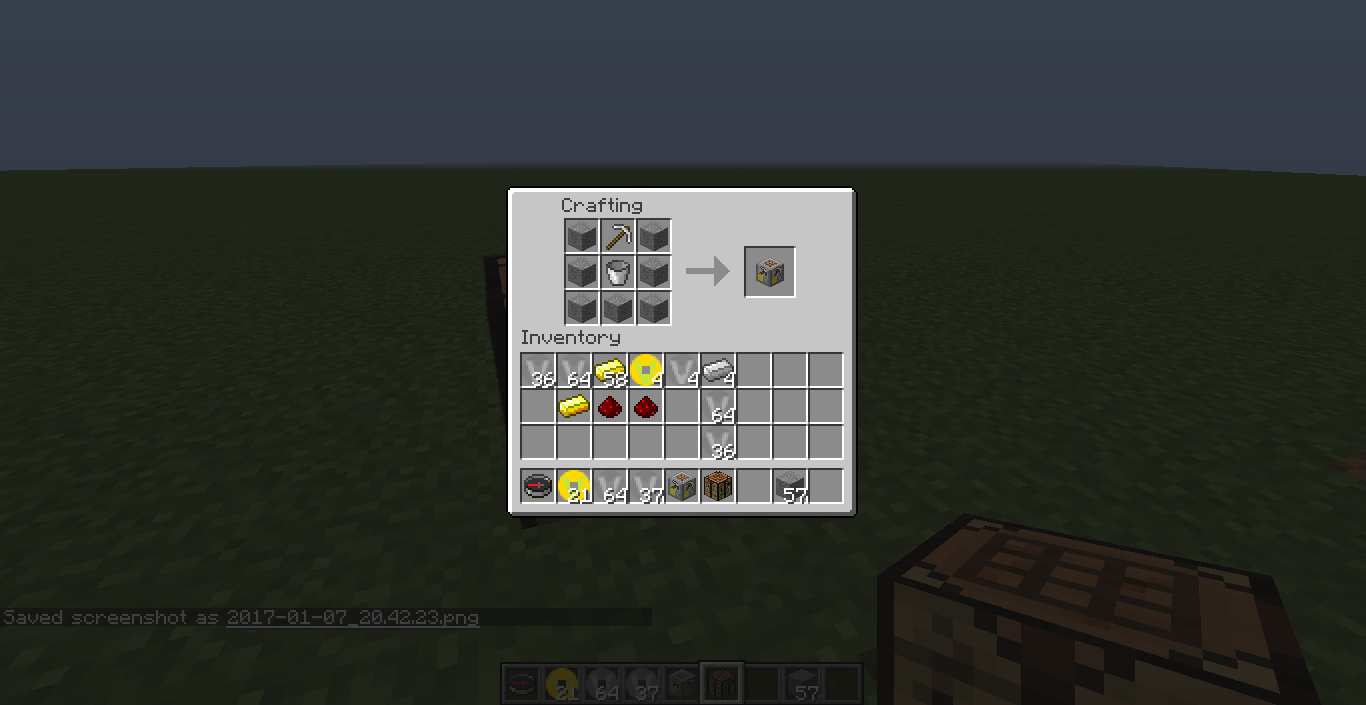 Crafting
Inventory
36 64 58 4 4 4
64
36
21 64 37 57
Saved screenshot as 2017-01-07_20.42.23.png
21 64 37 57